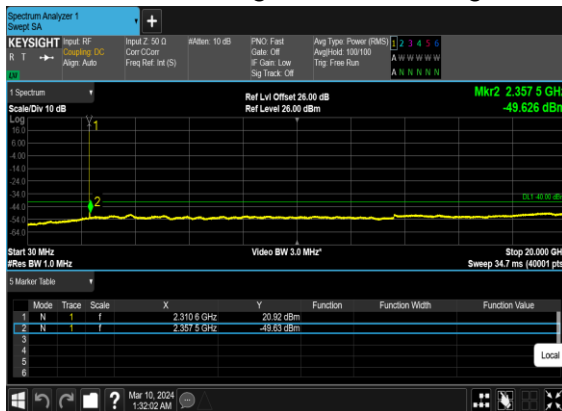 Spectrum Analyzer 1
Swept SA
KEYSIGHT Input: RF Input Z: 50 Ω #Atten: 10 dB PNO: Fast Avg Type: Power (RMS) 1 2 3 4 5 6
R T Coupling: DC Corr CCorr Gate: Off Avg|Hold: 100/100 A W W W W W
Align: Auto Freq Ref: Int (S) IF Gain: Low Trig: Free Run
Sig Track: Off A N N N N N
1 Spectrum
Ref Lvl Offset 26.00 dB Mkr2 2.357 5 GHz
Scale/Div 10 dB Ref Level 26.00 dBm -49.626 dBm
Log
16.0
1
6.00
-4.00
-14.0
-24.0
-34.0
2
-44.0
-54.0
-64.0
Start 30 MHz Video BW 3.0 MHz* Stop 20.000 GHz
#Res BW 1.0 MHz Sweep 34.7 ms (40001 pts)
5 Marker Table
Mode Trace Scale X Y Function Function Width Function Value
1 N 1 f 2.310 6 GHz 20.92 dBm
2 N 1 f 2.357 5 GHz -49.63 dBm
3
4
5
6
Local
?
Mar 10, 2024
1:32:02 AM